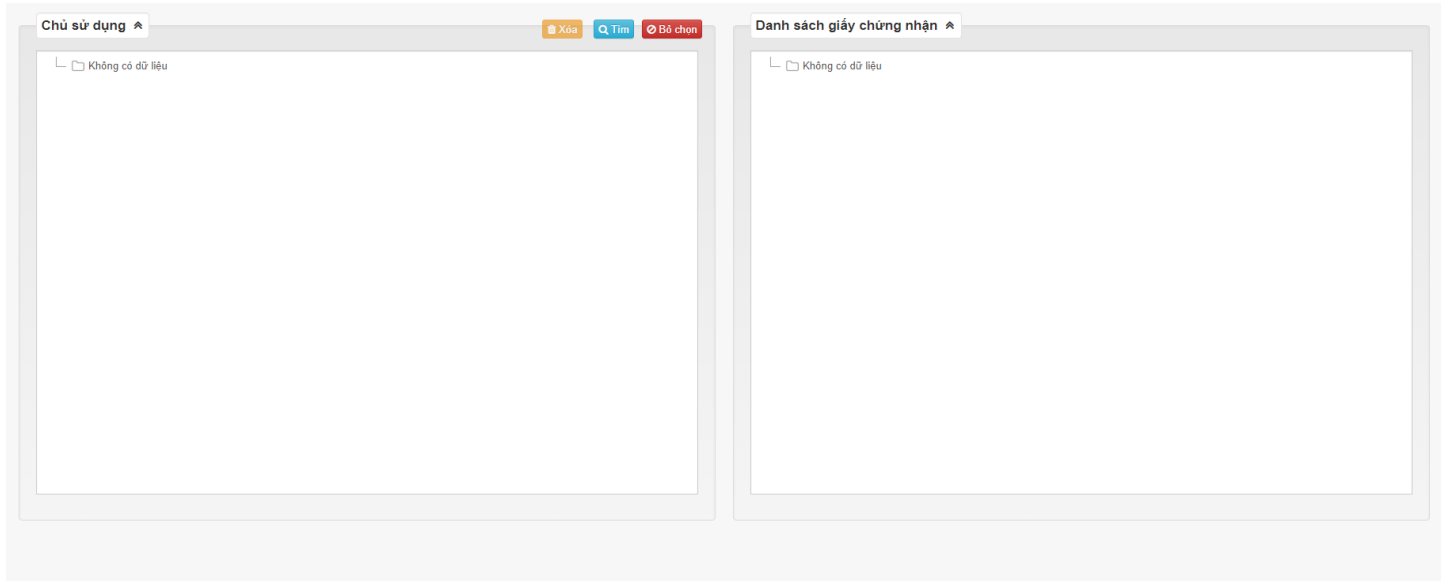 Chủ sử dụng
Xóa
Tìm
Bỏ chọn
Không có dữ liệu
Danh sách giấy chứng nhận
Không có dữ liệu